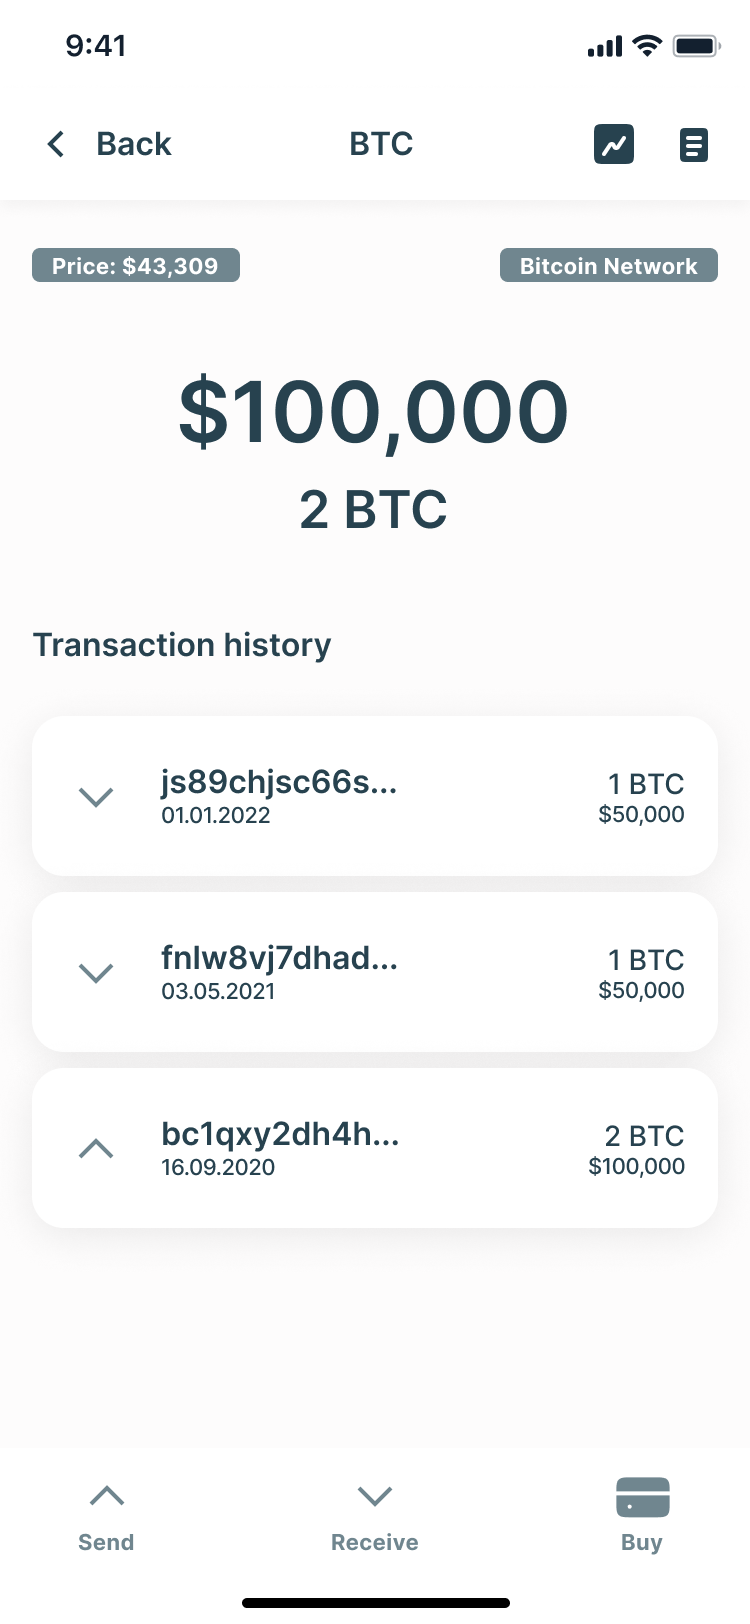 9:41
Back
BTC
Price: $43,309
Bitcoin Network
$100,000
2 BTC
Transaction history
js89chjsc66s...
1 BTC
01.01.2022
$50,000
fnlw8vj7dhad...
1 BTC
03.05.2021
$50,000
bc1qxy2dh4h...
2 BTC
16.09.2020
$100,000
Send
Receive
Buy